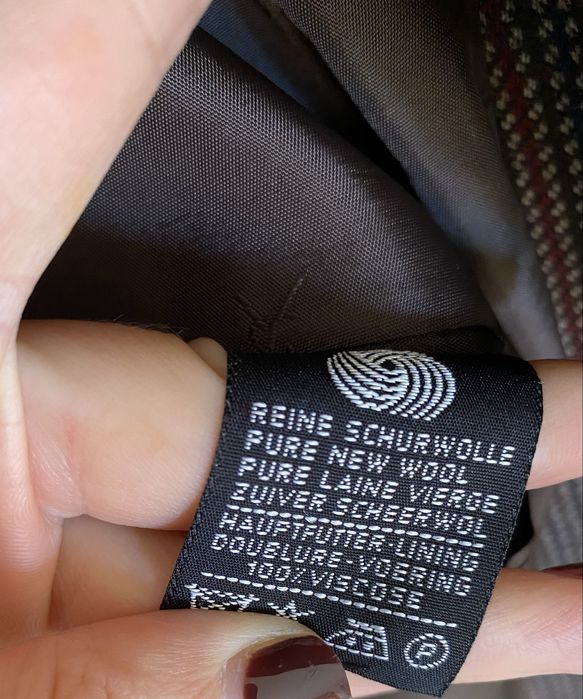 REINE SCHURWOLLE
PURE NEW WOOL
PURE LAINE VIERGE
ZUIVER SCHEERWOL
HAUPTFUTTER-LINING
DOUBLURE-VOERING
100%VISCOSE
P